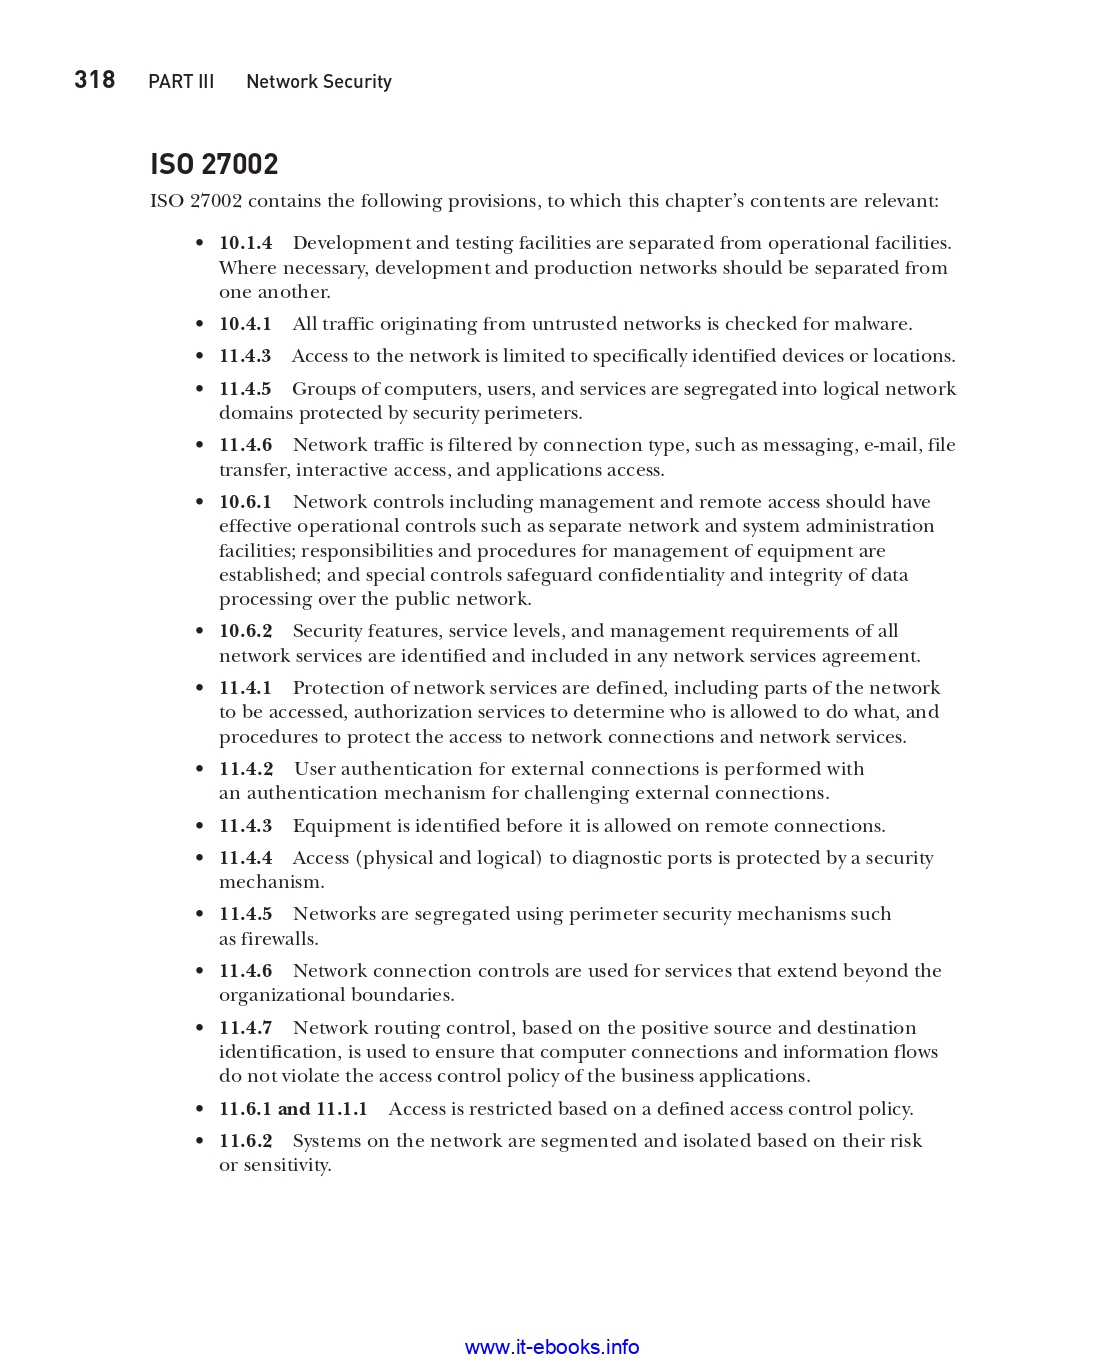 318 PART III Network Security
ISO 27002
ISO 27002 contains the following provisions, to which this chapter’s contents are relevant:
• 10.1.4 Development and testing facilities are separated from operational facilities.
Where necessary, development and production networks should be separated from
one another.
• 10.4.1 All traffic originating from untrusted networks is checked for malware.
• 11.4.3 Access to the network is limited to specifically identified devices or locations.
• 11.4.5 Groups of computers, users, and services are segregated into logical network
domains protected by security perimeters.
• 11.4.6 Network traffic is filtered by connection type, such as messaging, e-mail, file
transfer, interactive access, and applications access.
• 10.6.1 Network controls including management and remote access should have
effective operational controls such as separate network and system administration
facilities; responsibilities and procedures for management of equipment are
established; and special controls safeguard confidentiality and integrity of data
processing over the public network.
• 10.6.2 Security features, service levels, and management requirements of all
network services are identified and included in any network services agreement.
• 11.4.1 Protection of network services are defined, including parts of the network
to be accessed, authorization services to determine who is allowed to do what, and
procedures to protect the access to network connections and network services.
• 11.4.2 User authentication for external connections is performed with
an authentication mechanism for challenging external connections.
• 11.4.3 Equipment is identified before it is allowed on remote connections.
• 11.4.4 Access (physical and logical) to diagnostic ports is protected by a security
mechanism.
• 11.4.5 Networks are segregated using perimeter security mechanisms such
as firewalls.
• 11.4.6 Network connection controls are used for services that extend beyond the
organizational boundaries.
• 11.4.7 Network routing control, based on the positive source and destination
identification, is used to ensure that computer connections and information flows
do not violate the access control policy of the business applications.
• 11.6.1 and 11.1.1 Access is restricted based on a defined access control policy.
• 11.6.2 Systems on the network are segmented and isolated based on their risk
or sensitivity.
www.it-ebooks.info